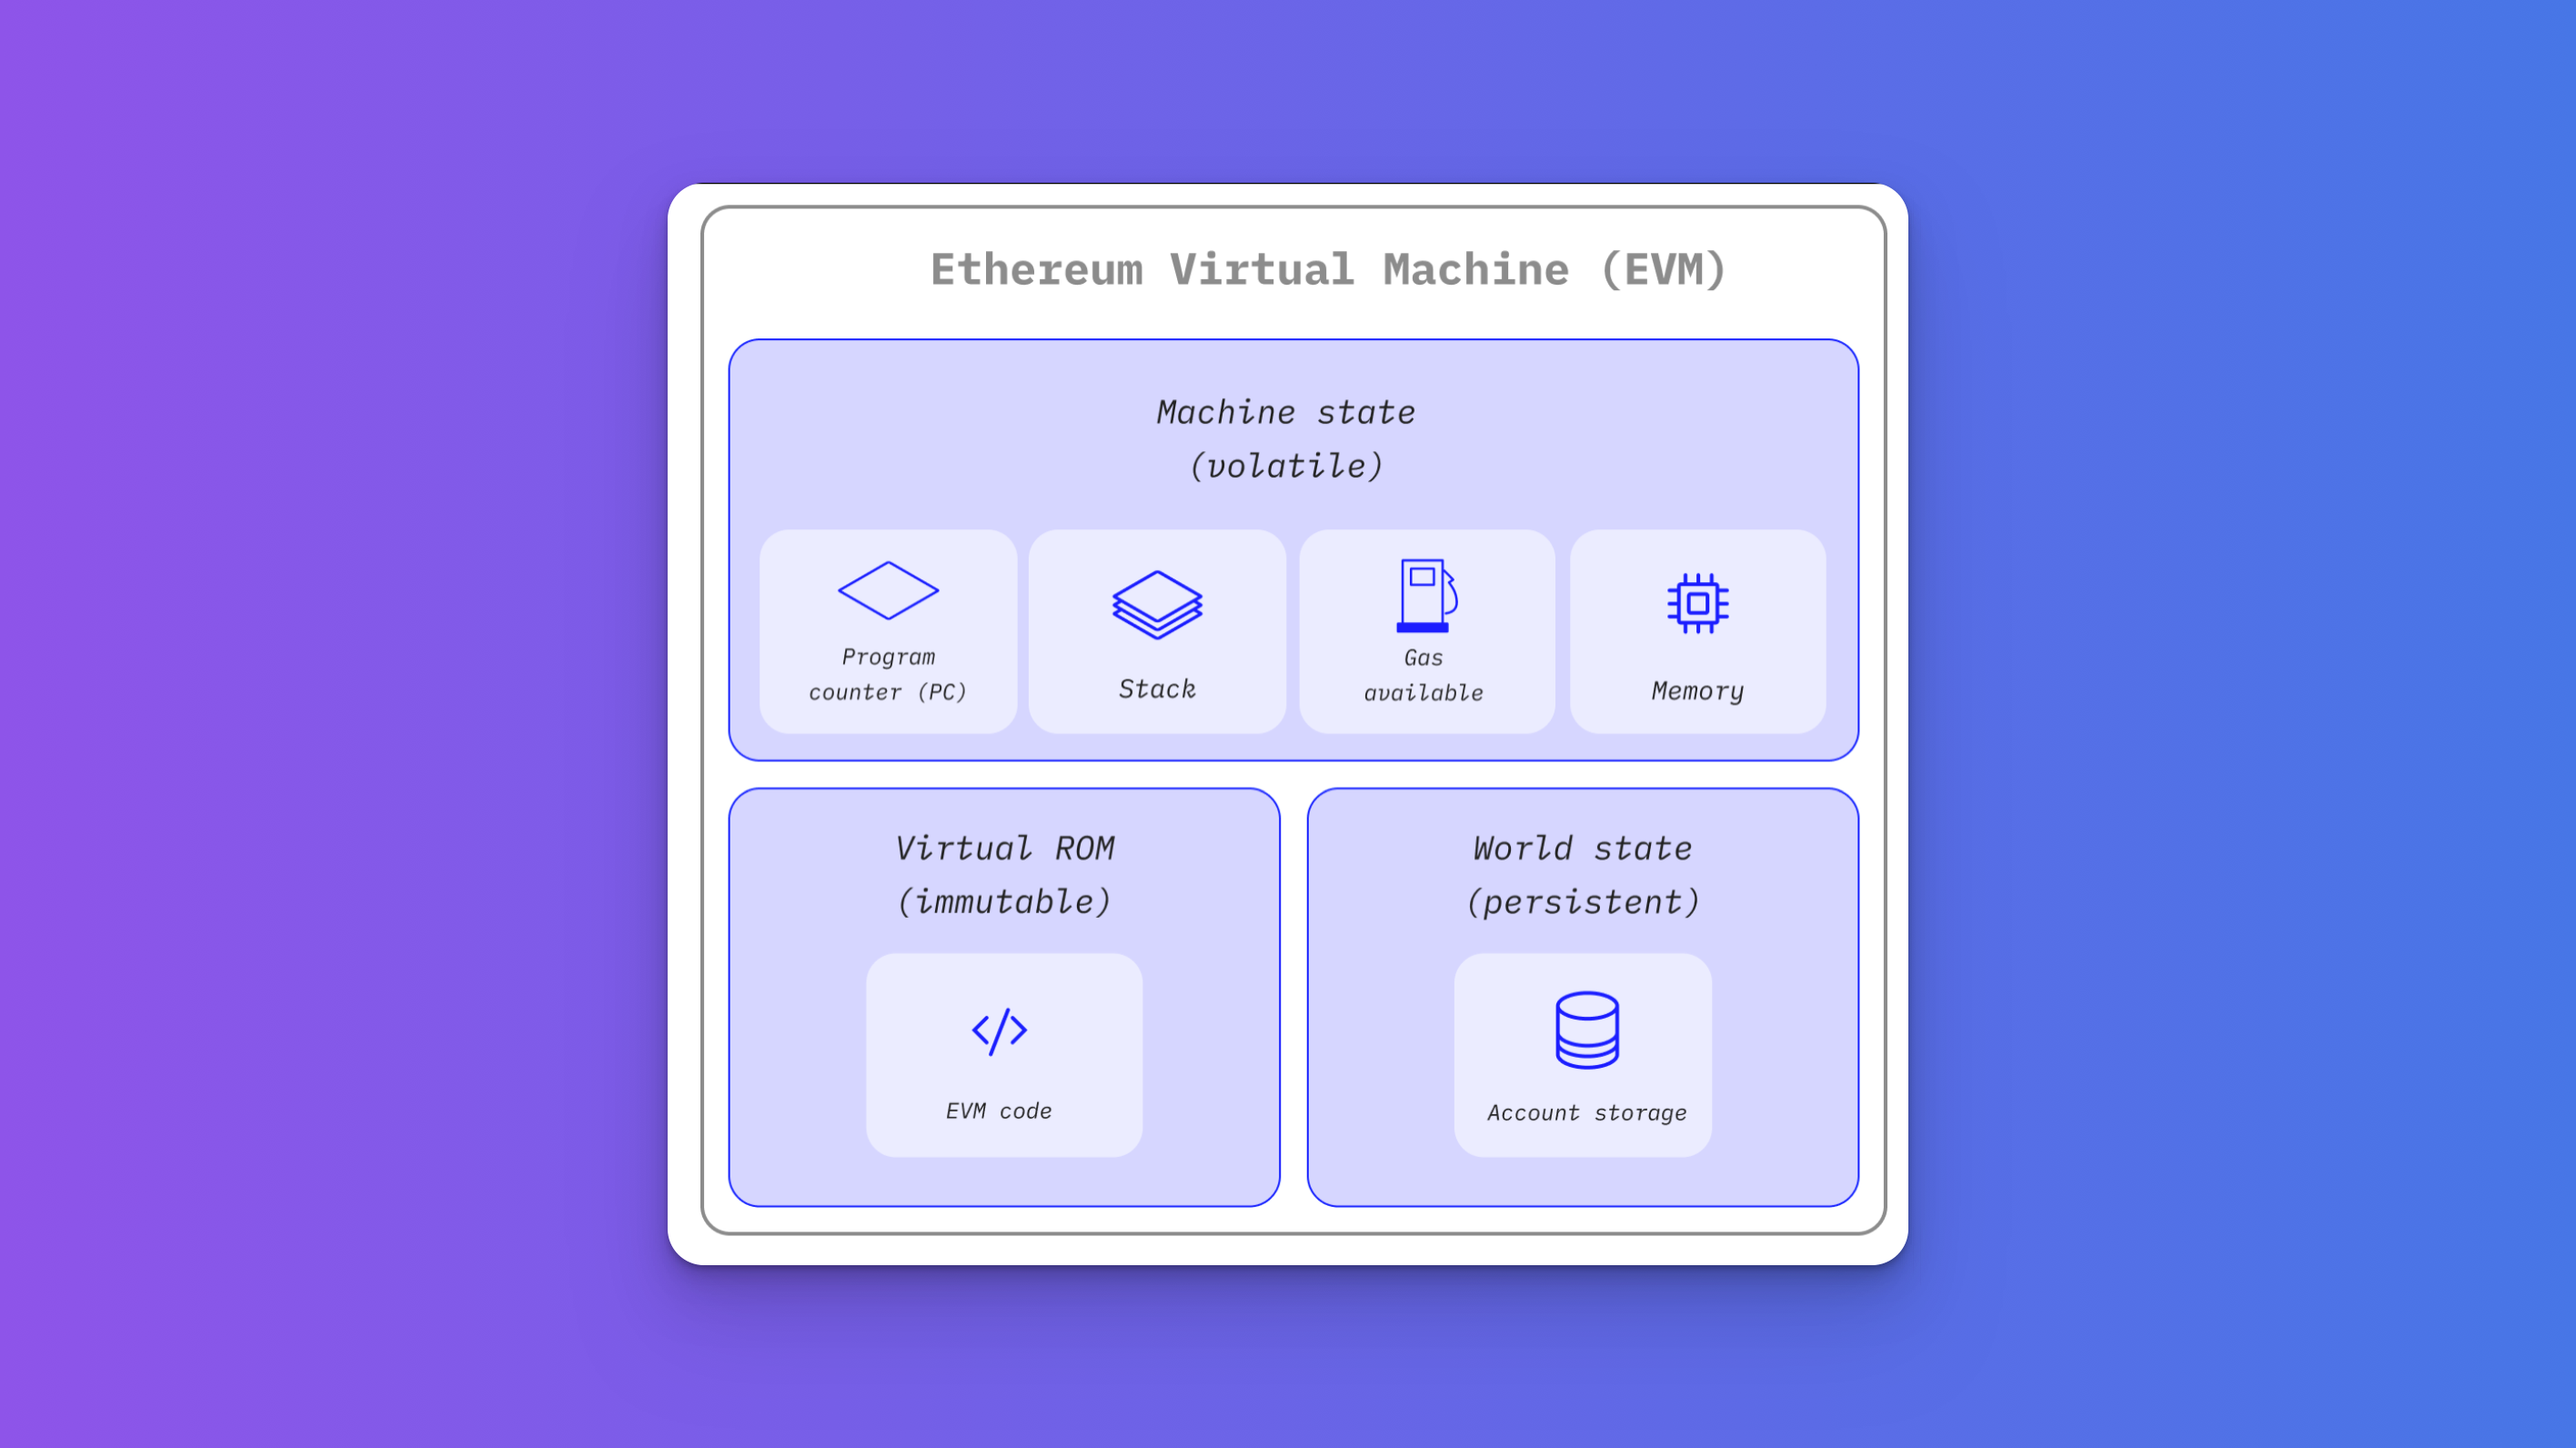 Ethereum Virtual Machine (EVM)
Machine state
(volatile)
Program
counter (PC)
Stack
Gas
available
Memory
Virtual ROM
(immutable)
EVM code
World state
(persistent)
Account storage